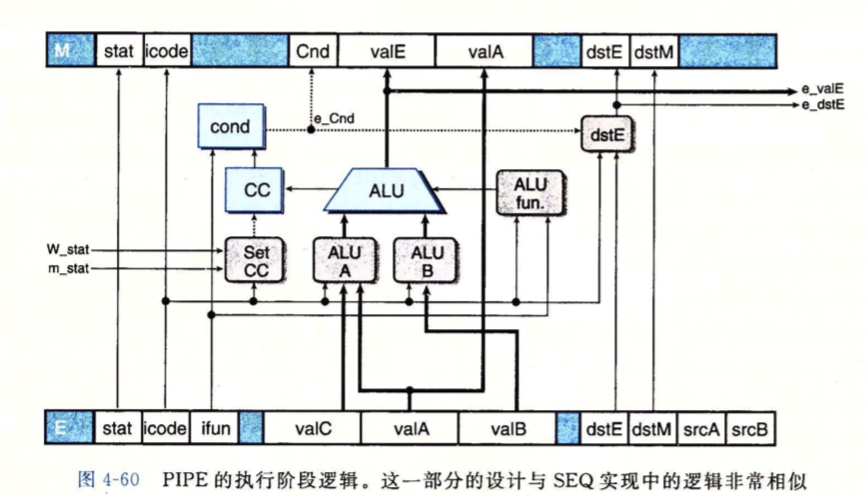 M stat icode Cnd valE valA dstE dstM
e_valE
e_dstE
cond e_Cnd dstE
CC ALU ALU fun.
W_stat
m_stat
Set CC ALU A ALU B
E stat icode ifun valC valA valB dstE dstM srcA srcB
图 4-60 PIPE 的执行阶段逻辑。这一部分的设计与 SEQ 实现中的逻辑非常相似